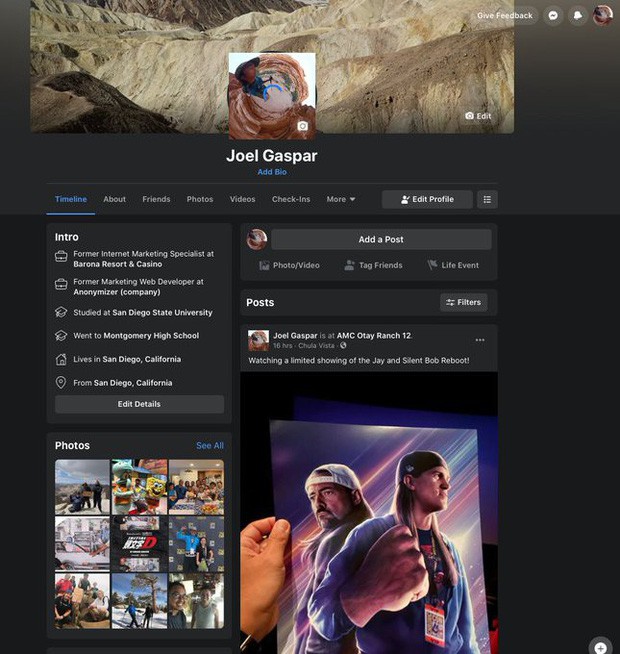 Give Feedback
Edit
Joel Gaspar
Add Bio
Timeline About Friends Photos Videos Check-Ins More Edit Profile
Intro
Former Internet Marketing Specialist at
Barona Resort & Casino
Former Marketing Web Developer at
Anonymizer (company)
Studied at San Diego State University
Went to Montgomery High School
Lives in San Diego, California
From San Diego, California
Edit Details
Photos See All
Add a Post
Photo/Video Tag Friends Life Event
Posts Filters
Joel Gaspar is at AMC Otay Ranch 12.
16 hrs · Chula Vista ·
Watching a limited showing of the Jay and Silent Bob Reboot!